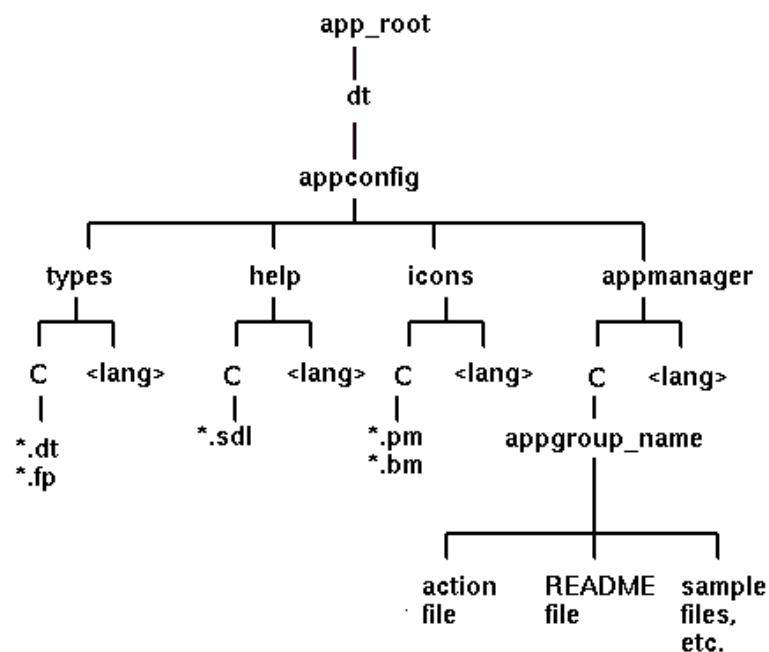 app_root
dt
appconfig
types help icons appmanager
C <lang> C <lang> C <lang> C <lang>
*.dt *.sdl *.pm appgroup_name
*.fp *.bm
action README sample
file file files,
etc.